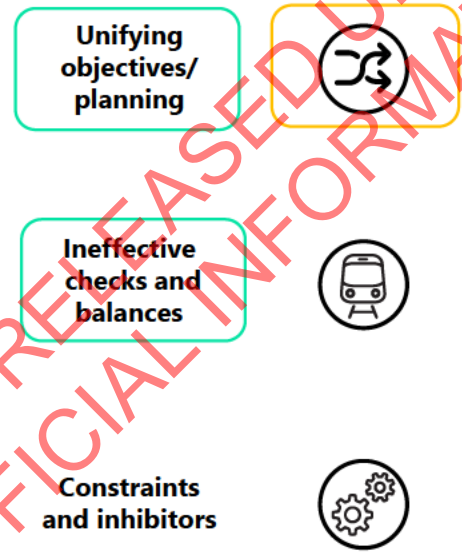 Unifying
objectives/
planning
Ineffective
checks and
balances
Constraints
and inhibitors
RELEASED